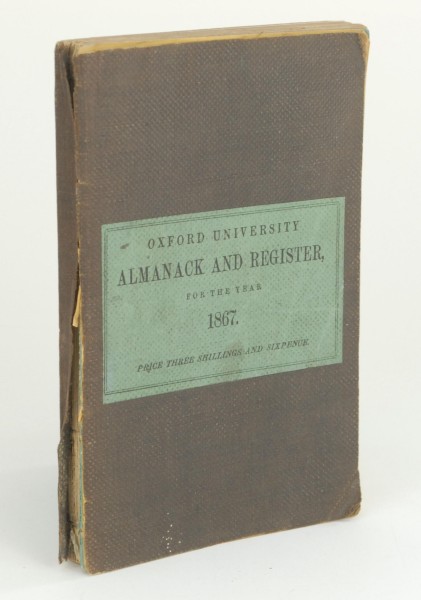 OXFORD UNIVERSITY
ALMANACK AND REGISTER,
FOR THE YEAR
1867.
PRICE THREE SHILLINGS AND SIXPENCE.